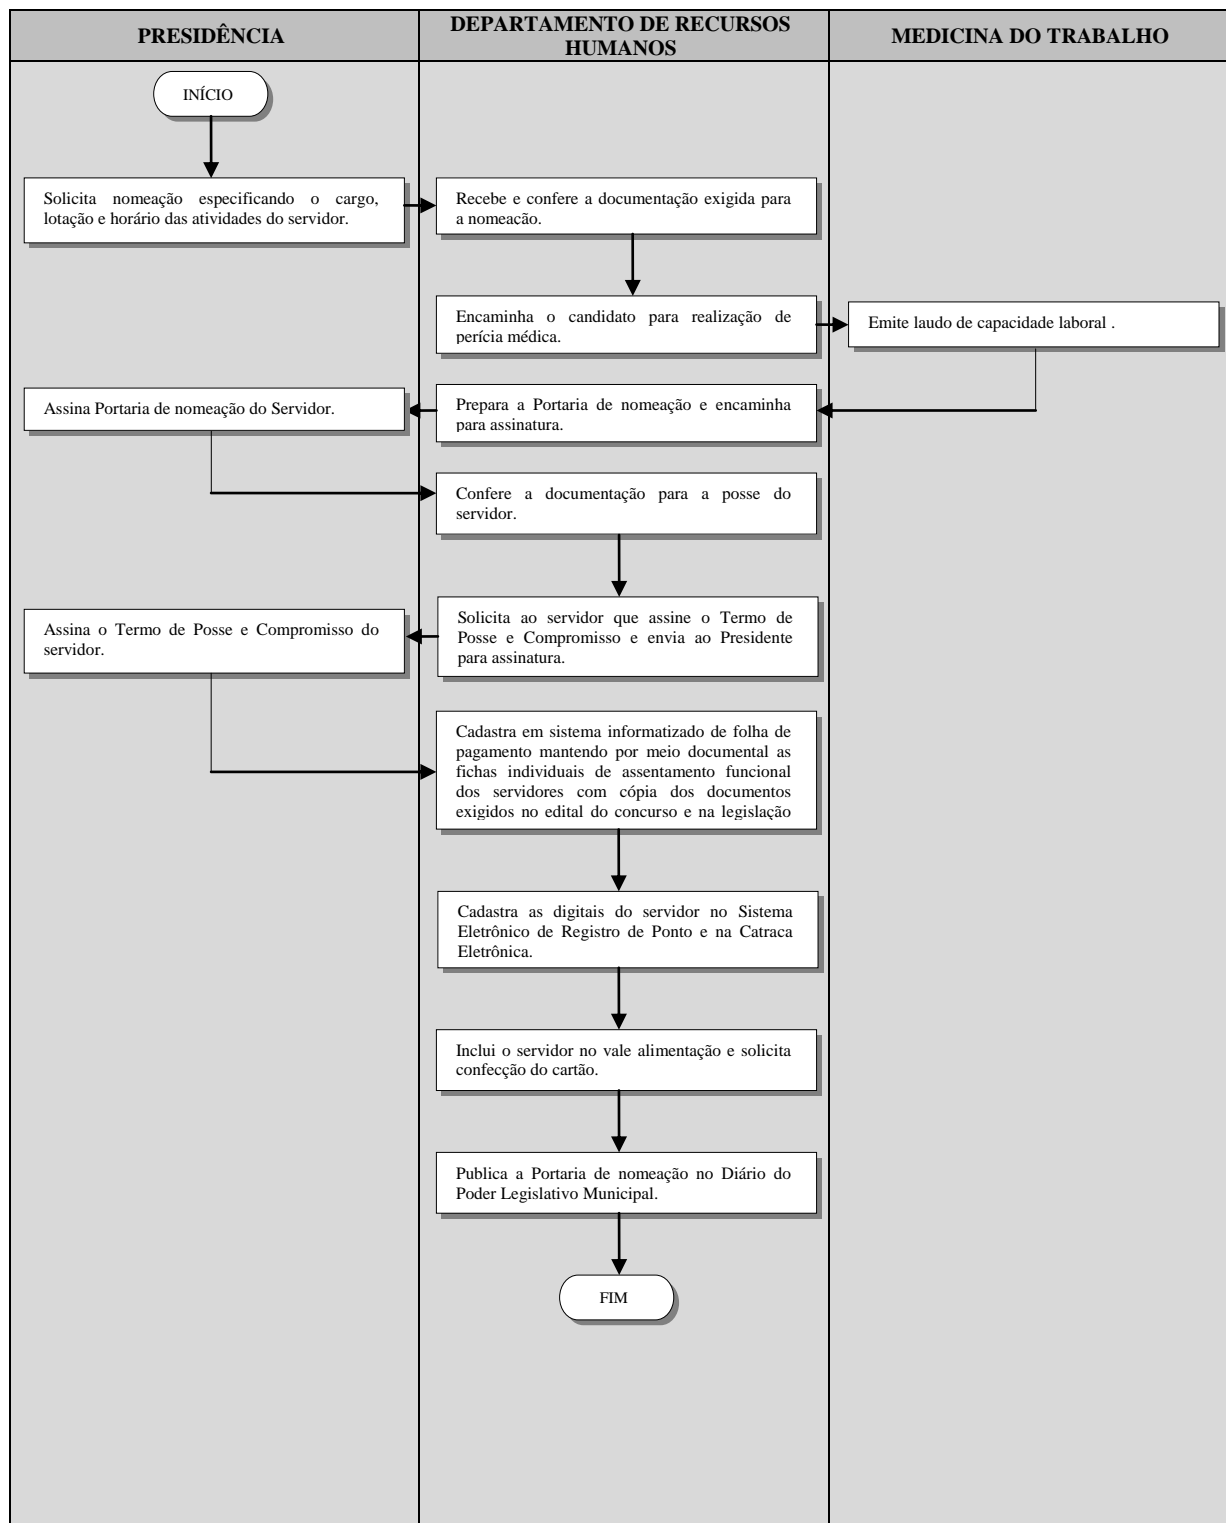 PRESIDÊNCIA
DEPARTAMENTO DE RECURSOS
HUMANOS
MEDICINA DO TRABALHO
INÍCIO
Solicita nomeação especificando o cargo,
lotação e horário das atividades do servidor.
Recebe e confere a documentação exigida para
a nomeação.
Encaminha o candidato para realização de
perícia médica.
Emite laudo de capacidade laboral .
Prepara a Portaria de nomeação e encaminha
para assinatura.
Assina Portaria de nomeação do Servidor.
Confere a documentação para a posse do
servidor.
Solicita ao servidor que assine o Termo de
Posse e Compromisso e envia ao Presidente
para assinatura.
Assina o Termo de Posse e Compromisso do
servidor.
Cadastra em sistema informatizado de folha de
pagamento mantendo por meio documental as
fichas individuais de assentamento funcional
dos servidores com cópia dos documentos
exigidos no edital do concurso e na legislação
Cadastra as digitais do servidor no Sistema
Eletrônico de Registro de Ponto e na Catraca
Eletrônica.
Inclui o servidor no vale alimentação e solicita
confecção do cartão.
Publica a Portaria de nomeação no Diário do
Poder Legislativo Municipal.
FIM